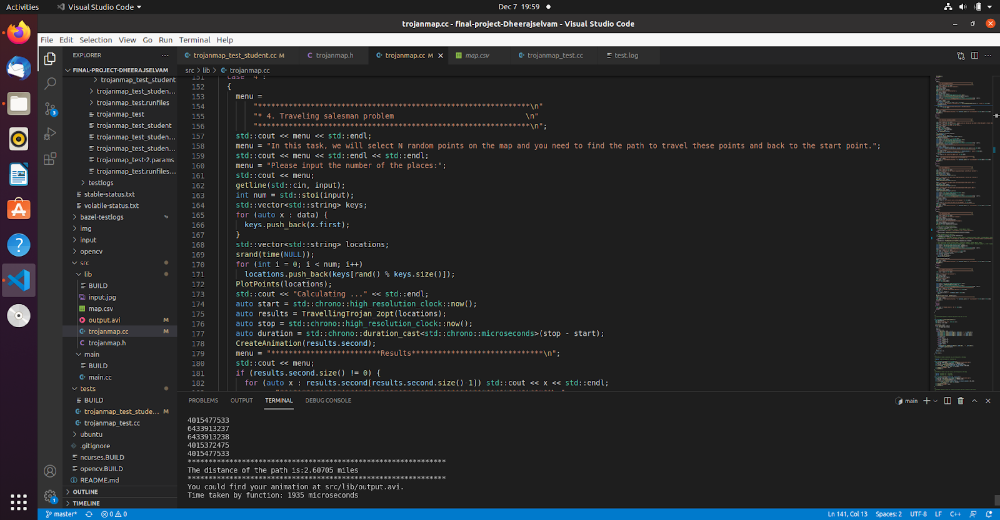 Activities
Visual Studio Code
Dec 7 19:59
trojanmap.cc - final-project-Dheerajselvam - Visual Studio Code
File Edit Selection View Go Run Terminal Help
EXPLORER
FINAL-PROJECT-DHEERAJSELVAM
trojanmap_test_student
trojanmap_test_studen...
trojanmap_test.runfiles
trojanmap_test
trojanmap_test_student
trojanmap_test_studen...
trojanmap_test_studen...
trojanmap_test-2.params
trojanmap_test.runfiles...
testlogs
stable-status.txt
volatile-status.txt
bazel-testlogs
img
input
opencv
src
lib
BUILD
input.jpg
map.csv
output.avi M
trojanmap.cc M
trojanmap.h
main
BUILD
main.cc
tests
BUILD
trojanmap_test_stude... M
trojanmap_test.cc
ubuntu
.gitignore
ncurses.BUILD
opencv.BUILD
README.md
OUTLINE
TIMELINE
3
1
trojanmap_test_student.cc M
trojanmap.h
trojanmap.cc M
map.csv
trojanmap_test.cc
test.log
src > lib > trojanmap.cc
151 case '4':
152 {
153 menu =
154 "**************************************************************\n"
155 "* 4. Traveling salesman problem                              \n"
156 "**************************************************************\n";
157 std::cout << menu << std::endl;
158 menu = "In this task, we will select N random points on the map and you need to find the path to travel these points and back to the start point.";
159 std::cout << menu << std::endl << std::endl;
160 menu = "Please input the number of the places:";
161 std::cout << menu;
162 getline(std::cin, input);
163 int num = std::stoi(input);
164 std::vector<std::string> keys;
165 for (auto x : data) {
166 keys.push_back(x.first);
167 }
168 std::vector<std::string> locations;
169 srand(time(NULL));
170 for (int i = 0; i < num; i++)
171 locations.push_back(keys[rand() % keys.size()]);
172 PlotPoints(locations);
173 std::cout << "Calculating ..." << std::endl;
174 auto start = std::chrono::high_resolution_clock::now();
175 auto results = TravellingTrojan_2opt(locations);
176 auto stop = std::chrono::high_resolution_clock::now();
177 auto duration = std::chrono::duration_cast<std::chrono::microseconds>(stop - start);
178 CreateAnimation(results.second);
179 menu = "*************************Results******************************\n";
180 std::cout << menu;
181 if (results.second.size() != 0) {
182 for (auto x : results.second[results.second.size()-1]) std::cout << x << std::endl;
PROBLEMS OUTPUT TERMINAL DEBUG CONSOLE
main
4015477533
6433913237
6433913238
4015372475
4015477533
**************************************************************
The distance of the path is:2.60705 miles
**************************************************************
You could find your animation at src/lib/output.avi.
Time taken by function: 1935 microseconds
master* 0 0
Ln 141, Col 13 Spaces: 2 UTF-8 LF C++